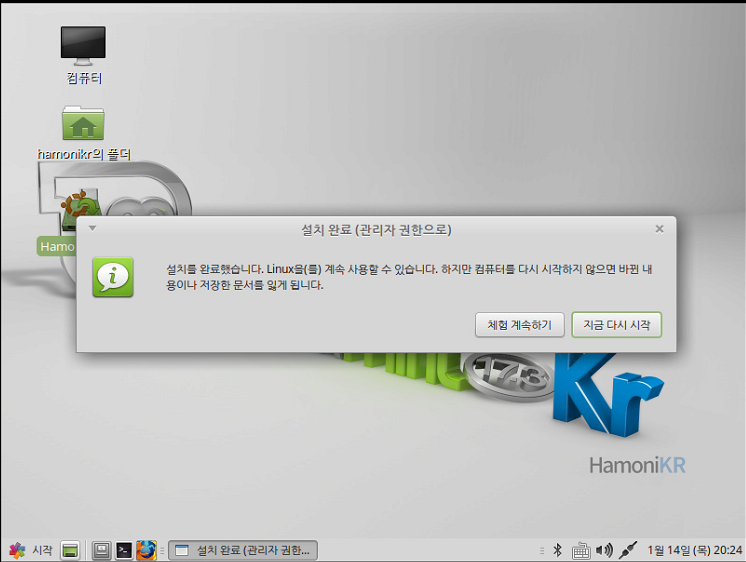 컴퓨터
hamonikr의 폴더
Hamo
설치 완료 (관리자 권한으로)
설치를 완료했습니다. Linux을(를) 계속 사용할 수 있습니다. 하지만 컴퓨터를 다시 시작하지 않으면 바뀐 내
용이나 저장한 문서를 잃게 됩니다.
체험 계속하기
지금 다시 시작
17.3
Kr
HamoniKR
시작
설치 완료 (관리자 권한...
1월 14일 (목) 20:24